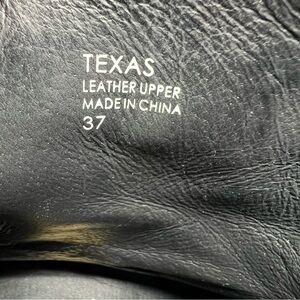 TEXAS
LEATHER UPPER
MADE IN CHINA
37